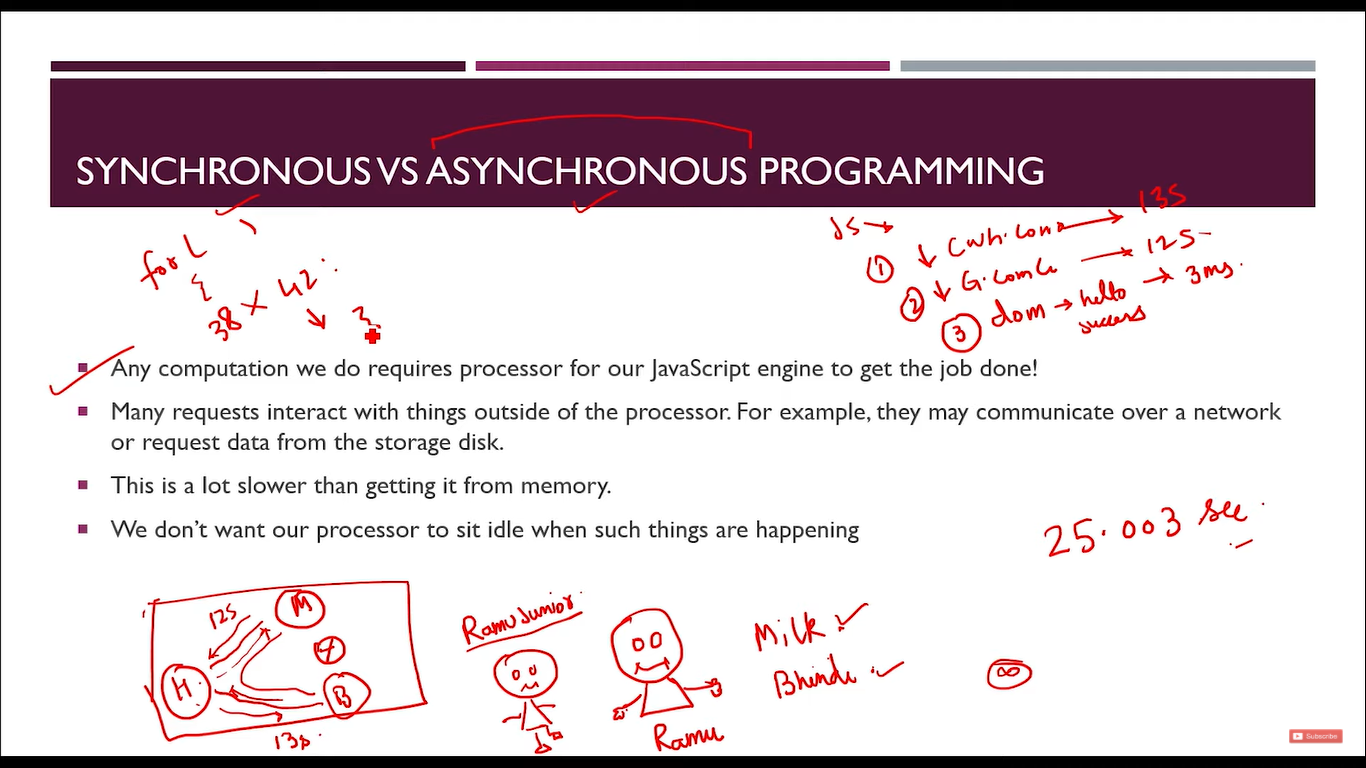 SYNCHRONOUS VS ASYNCHRONOUS PROGRAMMING
JS → Cwh.com → 13s
① G.com → 12s
② 
③ dom → hello → 3ms
success
for (
{
38 × 42
■ Any computation we do requires processor for our JavaScript engine to get the job done!
■ Many requests interact with things outside of the processor. For example, they may communicate over a network
or request data from the storage disk.
■ This is a lot slower than getting it from memory.
■ We don’t want our processor to sit idle when such things are happening
25.003 sec
12s M
H B
13s
Ramu Junior
Ramu
Milk ✓
Bhindi ✓
Subscribe